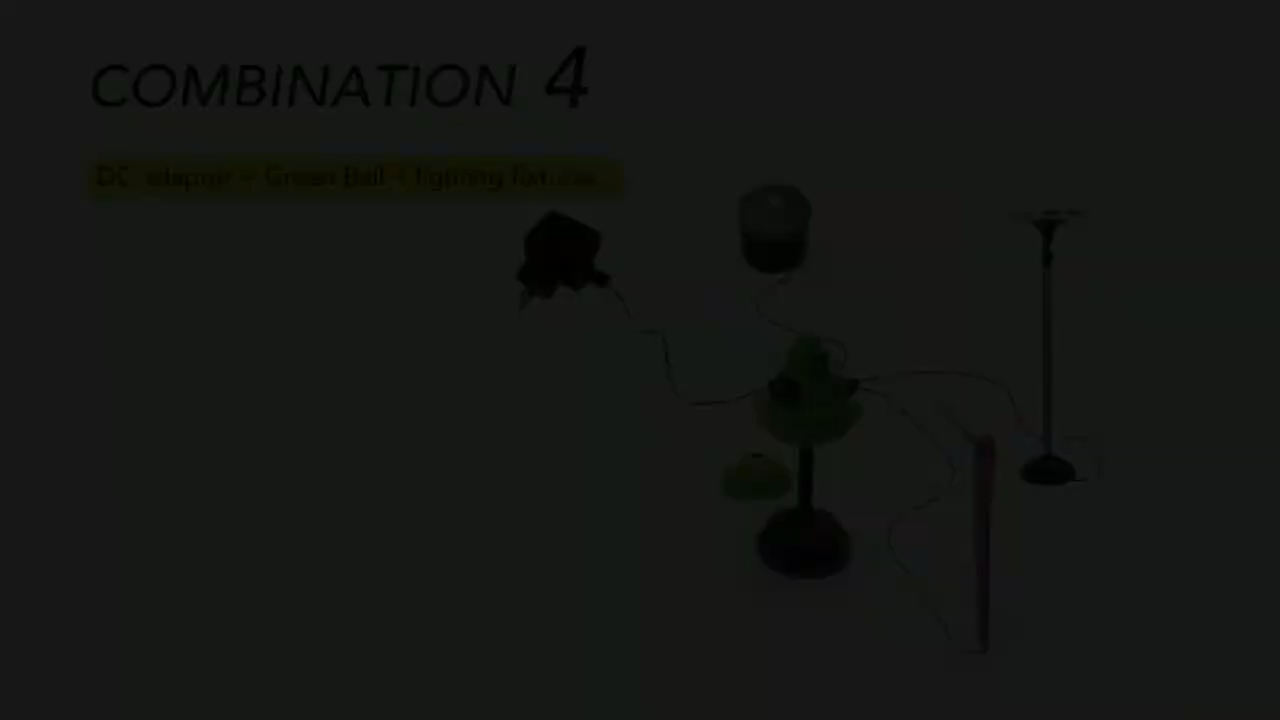 COMBINATION 4
DC adapter + Green Ball + lighting fixtures